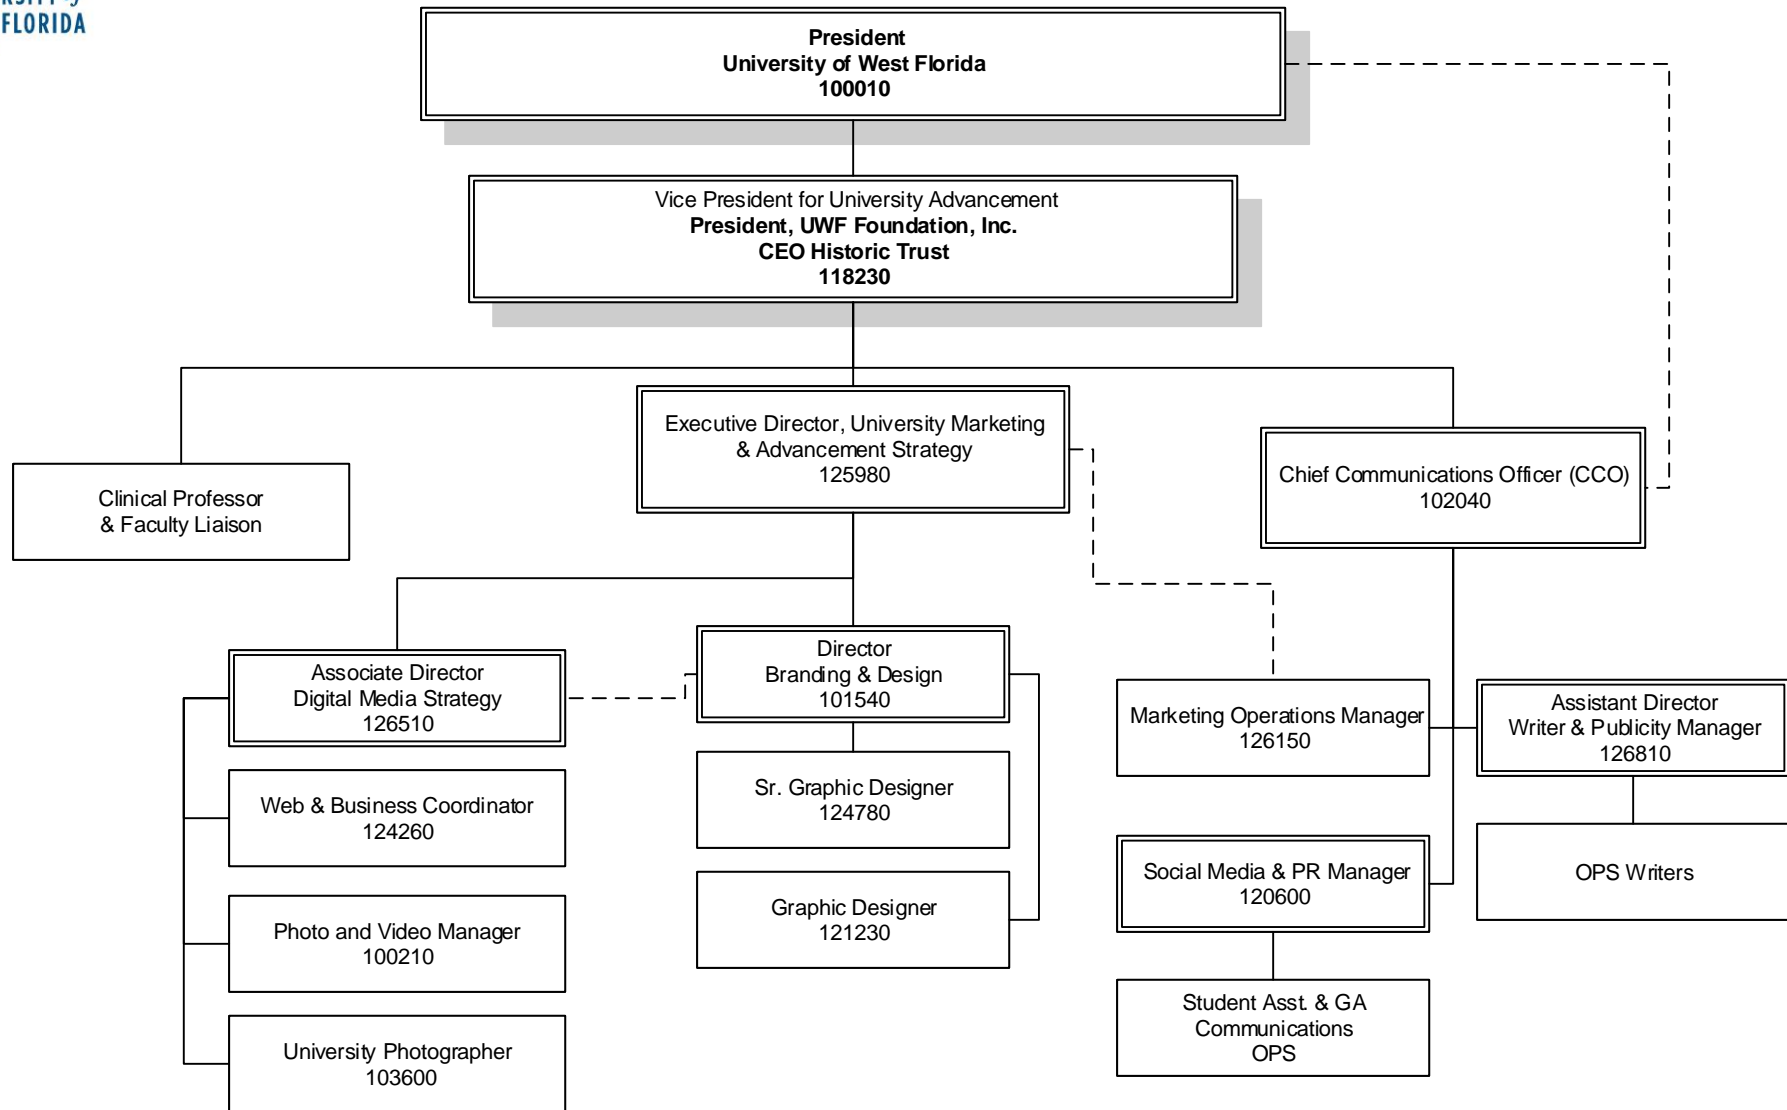 FLORIDA
President
University of West Florida
100010
Vice President for University Advancement
President, UWF Foundation, Inc.
CEO Historic Trust
118230
Executive Director, University Marketing
& Advancement Strategy
125980
Chief Communications Officer (CCO)
102040
Clinical Professor
& Faculty Liaison
Associate Director
Digital Media Strategy
126510
Director
Branding & Design
101540
Marketing Operations Manager
126150
Assistant Director
Writer & Publicity Manager
126810
Web & Business Coordinator
124260
Sr. Graphic Designer
124780
Social Media & PR Manager
120600
OPS Writers
Photo and Video Manager
100210
Graphic Designer
121230
Student Asst. & GA
Communications
OPS
University Photographer
103600